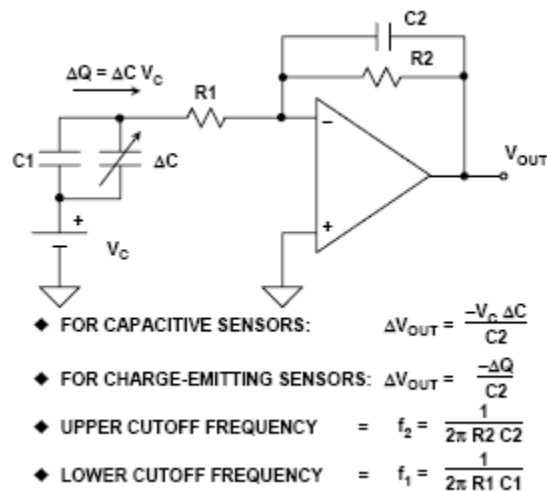 C2
ΔQ = ΔC V_C
R2
R1
C1
ΔC
−
+
V_OUT
+
V_C
◆ FOR CAPACITIVE SENSORS: ΔV_OUT = −V_C ΔC / C2
◆ FOR CHARGE-EMITTING SENSORS: ΔV_OUT = −ΔQ / C2
◆ UPPER CUTOFF FREQUENCY = f_2 = 1 / 2π R2 C2
◆ LOWER CUTOFF FREQUENCY = f_1 = 1 / 2π R1 C1